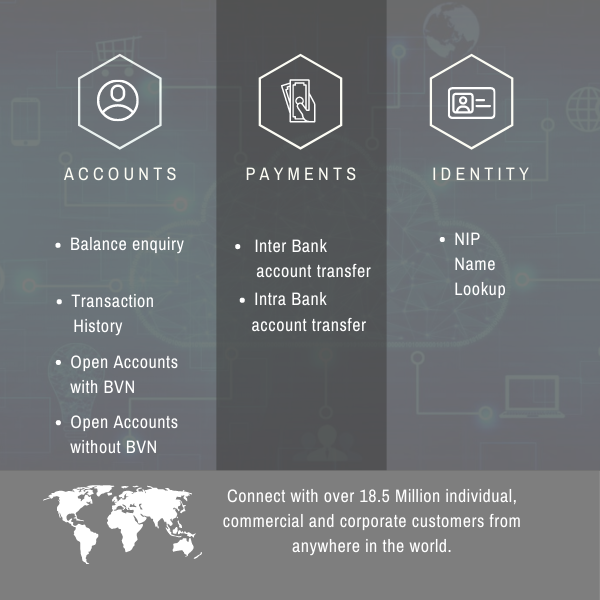 ACCOUNTS
• Balance enquiry
• Transaction
History
• Open Accounts
with BVN
• Open Accounts
without BVN
PAYMENTS
• Inter Bank
account transfer
• Intra Bank
account transfer
IDENTITY
• NIP
Name
Lookup
Connect with over 18.5 Million individual,
commercial and corporate customers from
anywhere in the world.